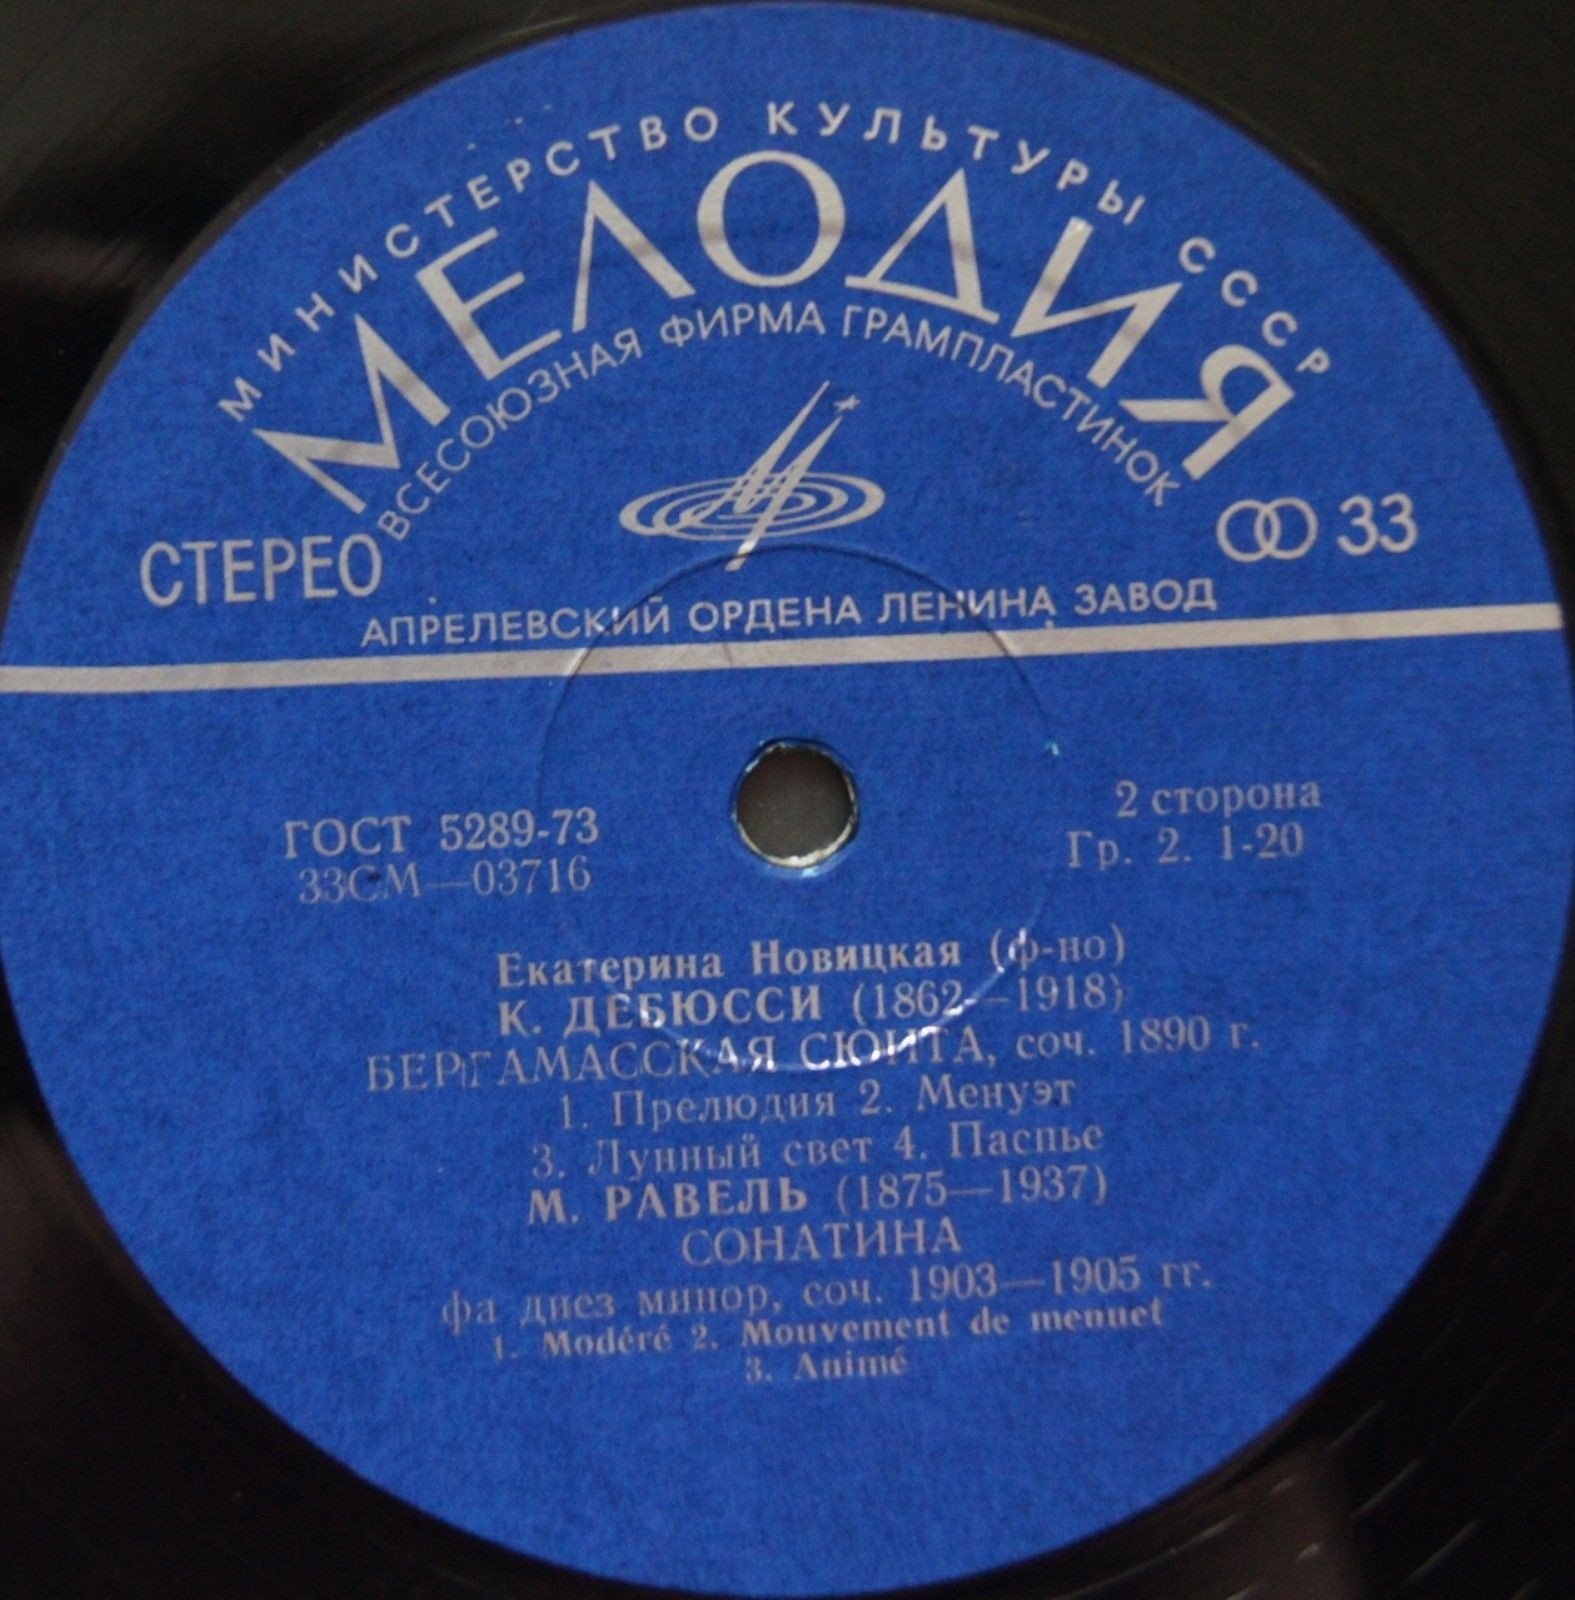 МИНИСТЕРСТВО КУЛЬТУРЫ СССР
МЕЛОДИЯ
ВСЕСОЮЗНАЯ ФИРМА ГРАМПЛАСТИНОК
СТЕРЕО
33
АПРЕЛЕВСКИЙ ОРДЕНА ЛЕНИНА ЗАВОД
ГОСТ 5289-73
33СМ—03716
2 сторона
Гр. 2. 1-20
Екатерина Новицкая (ф-но)
К. ДЕБЮССИ (1862—1918)
БЕРГАМАССКАЯ СЮИТА, соч. 1890 г.
1. Прелюдия 2. Менуэт
3. Лунный свет 4. Паспье
М. РАВЕЛЬ (1875—1937)
СОНАТИНА
фа диез минор, соч. 1903—1905 гг.
1. Modéré 2. Mouvement de menuet
3. Animé